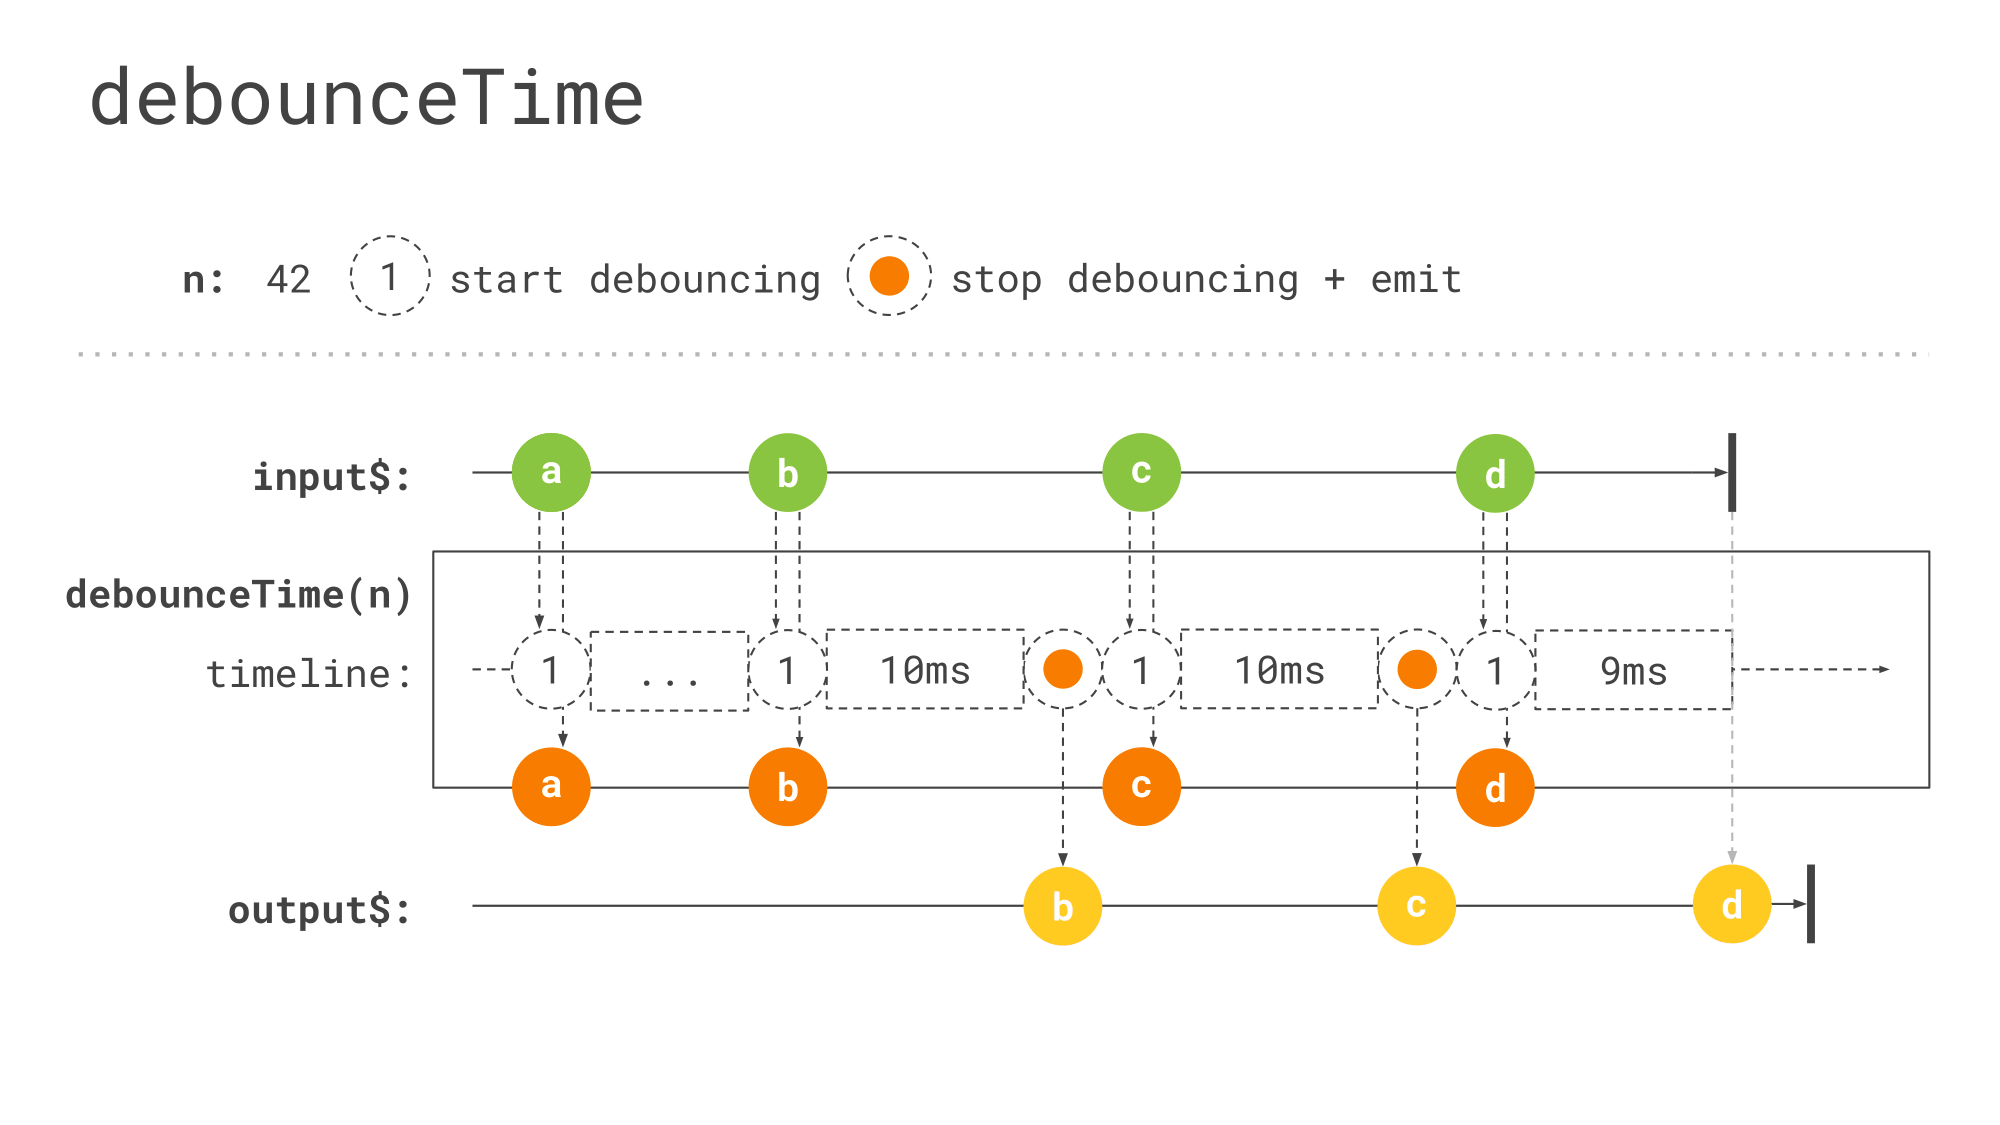 debounceTime
n: 42 1 start debouncing stop debouncing + emit
input$: a b c d
debounceTime(n)
timeline: 1 ... 1 10ms 1 10ms 1 9ms
a b c d
output$: b c d